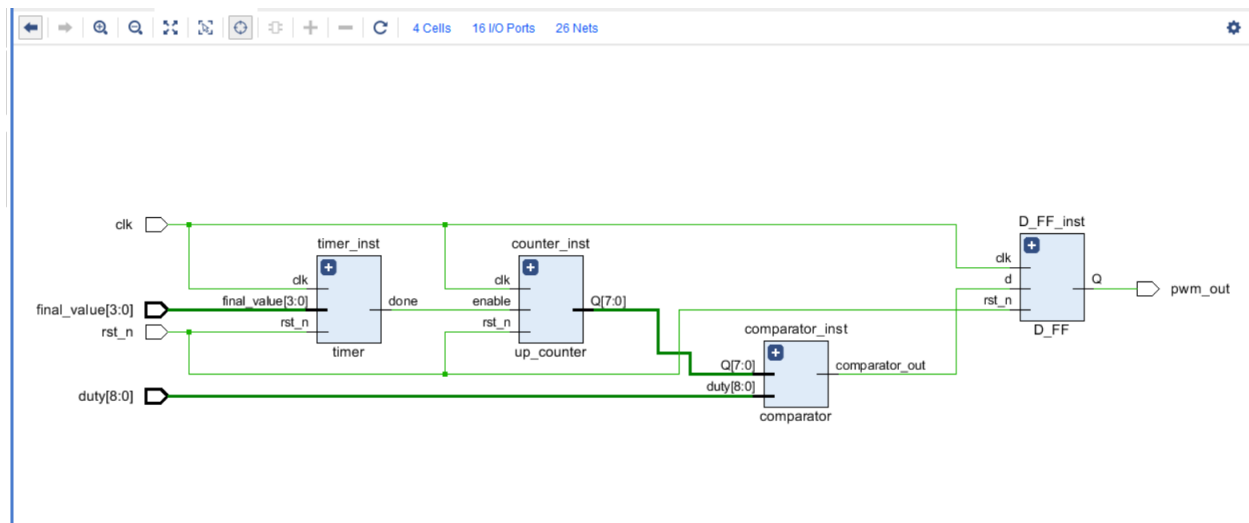 4 Cells 16 I/O Ports 26 Nets
D_FF_inst
clk
timer_inst
counter_inst
clk
d
Q
rst_n
pwm_out
D_FF
clk
final_value[3:0]
rst_n
done
timer
clk
enable
rst_n
Q[7:0]
up_counter
final_value[3:0]
rst_n
comparator_inst
Q[7:0]
duty[8:0]
comparator_out
comparator
duty[8:0]